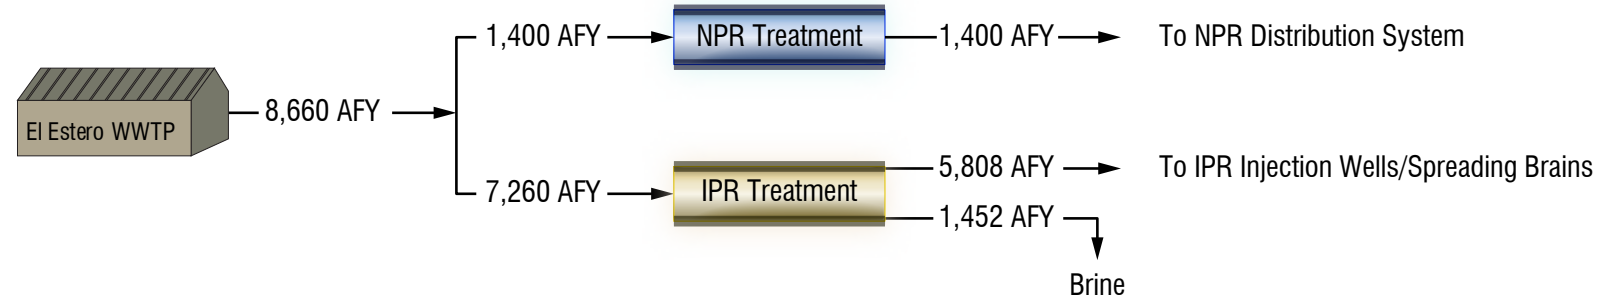 1,400 AFY
NPR Treatment
1,400 AFY
To NPR Distribution System
El Estero WWTP
8,660 AFY
7,260 AFY
IPR Treatment
5,808 AFY
To IPR Injection Wells/Spreading Brains
1,452 AFY
Brine